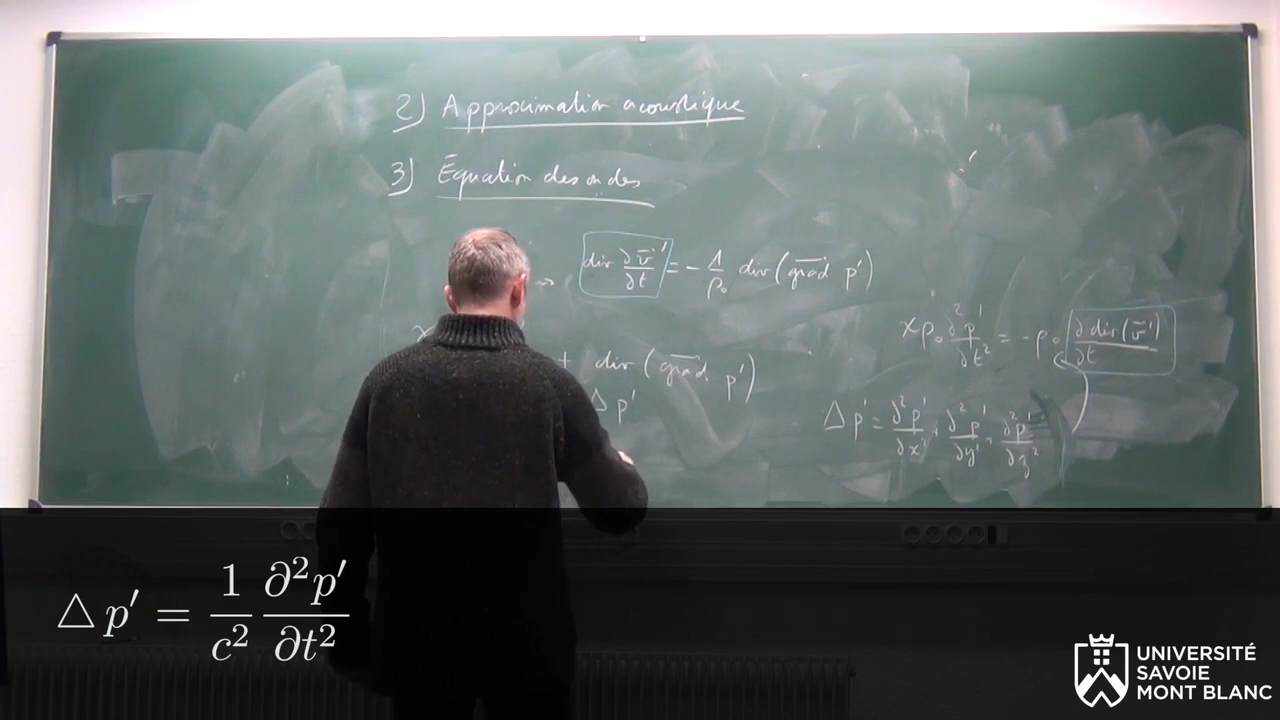 2) Approximation acoustique
3) Équation des ondes
→ div ∂v̄'/∂t = - 1/ρ₀ div (grad p')
χ
+ div (grad p')
Δ p'
χ ρ₀ ∂²p'/∂t² = - ρ₀ ∂ div (v̄')/∂t
Δ p' = ∂²p'/∂x² + ∂²p'/∂y² + ∂²p'/∂z²
△ p′ = 1/c² ∂²p′/∂t²
UNIVERSITÉ
SAVOIE
MONT BLANC